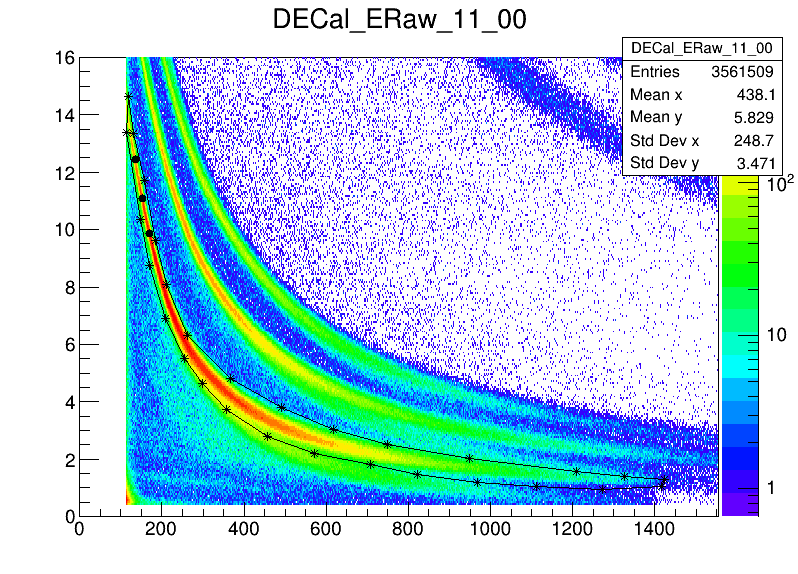 DECal_ERaw_11_00
DECal_ERaw_11_00
Entries 3561509
Mean x 438.1
Mean y 5.829
Std Dev x 248.7
Std Dev y 3.471
16
14
12
10
8
6
4
2
0
0 200 400 600 800 1000 1200 1400
10²
10
1